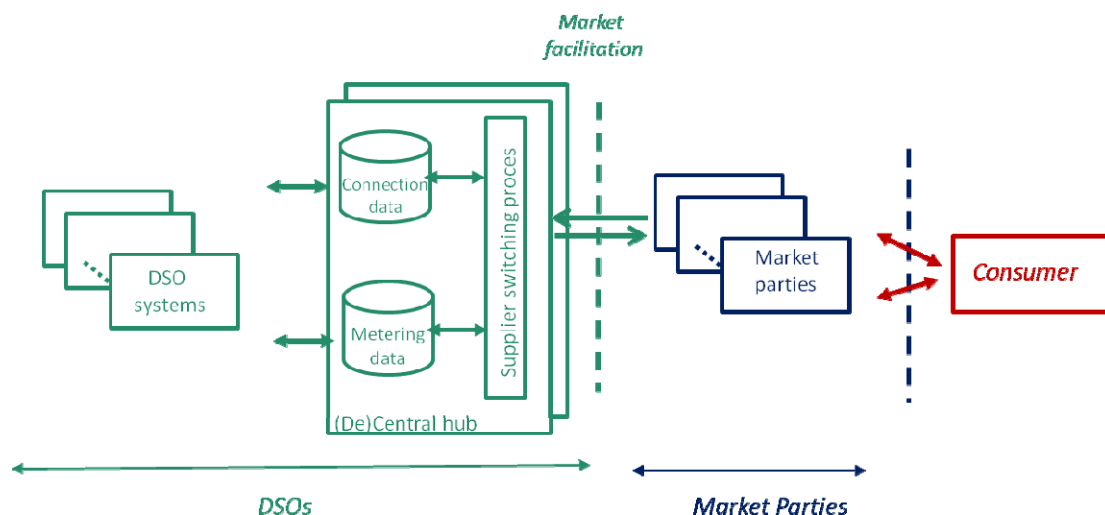 Market
facilitation
Connection
data
Supplier switching proces
DSO
systems
Market
parties
Consumer
Metering
data
(De)Central hub
DSOs
Market Parties